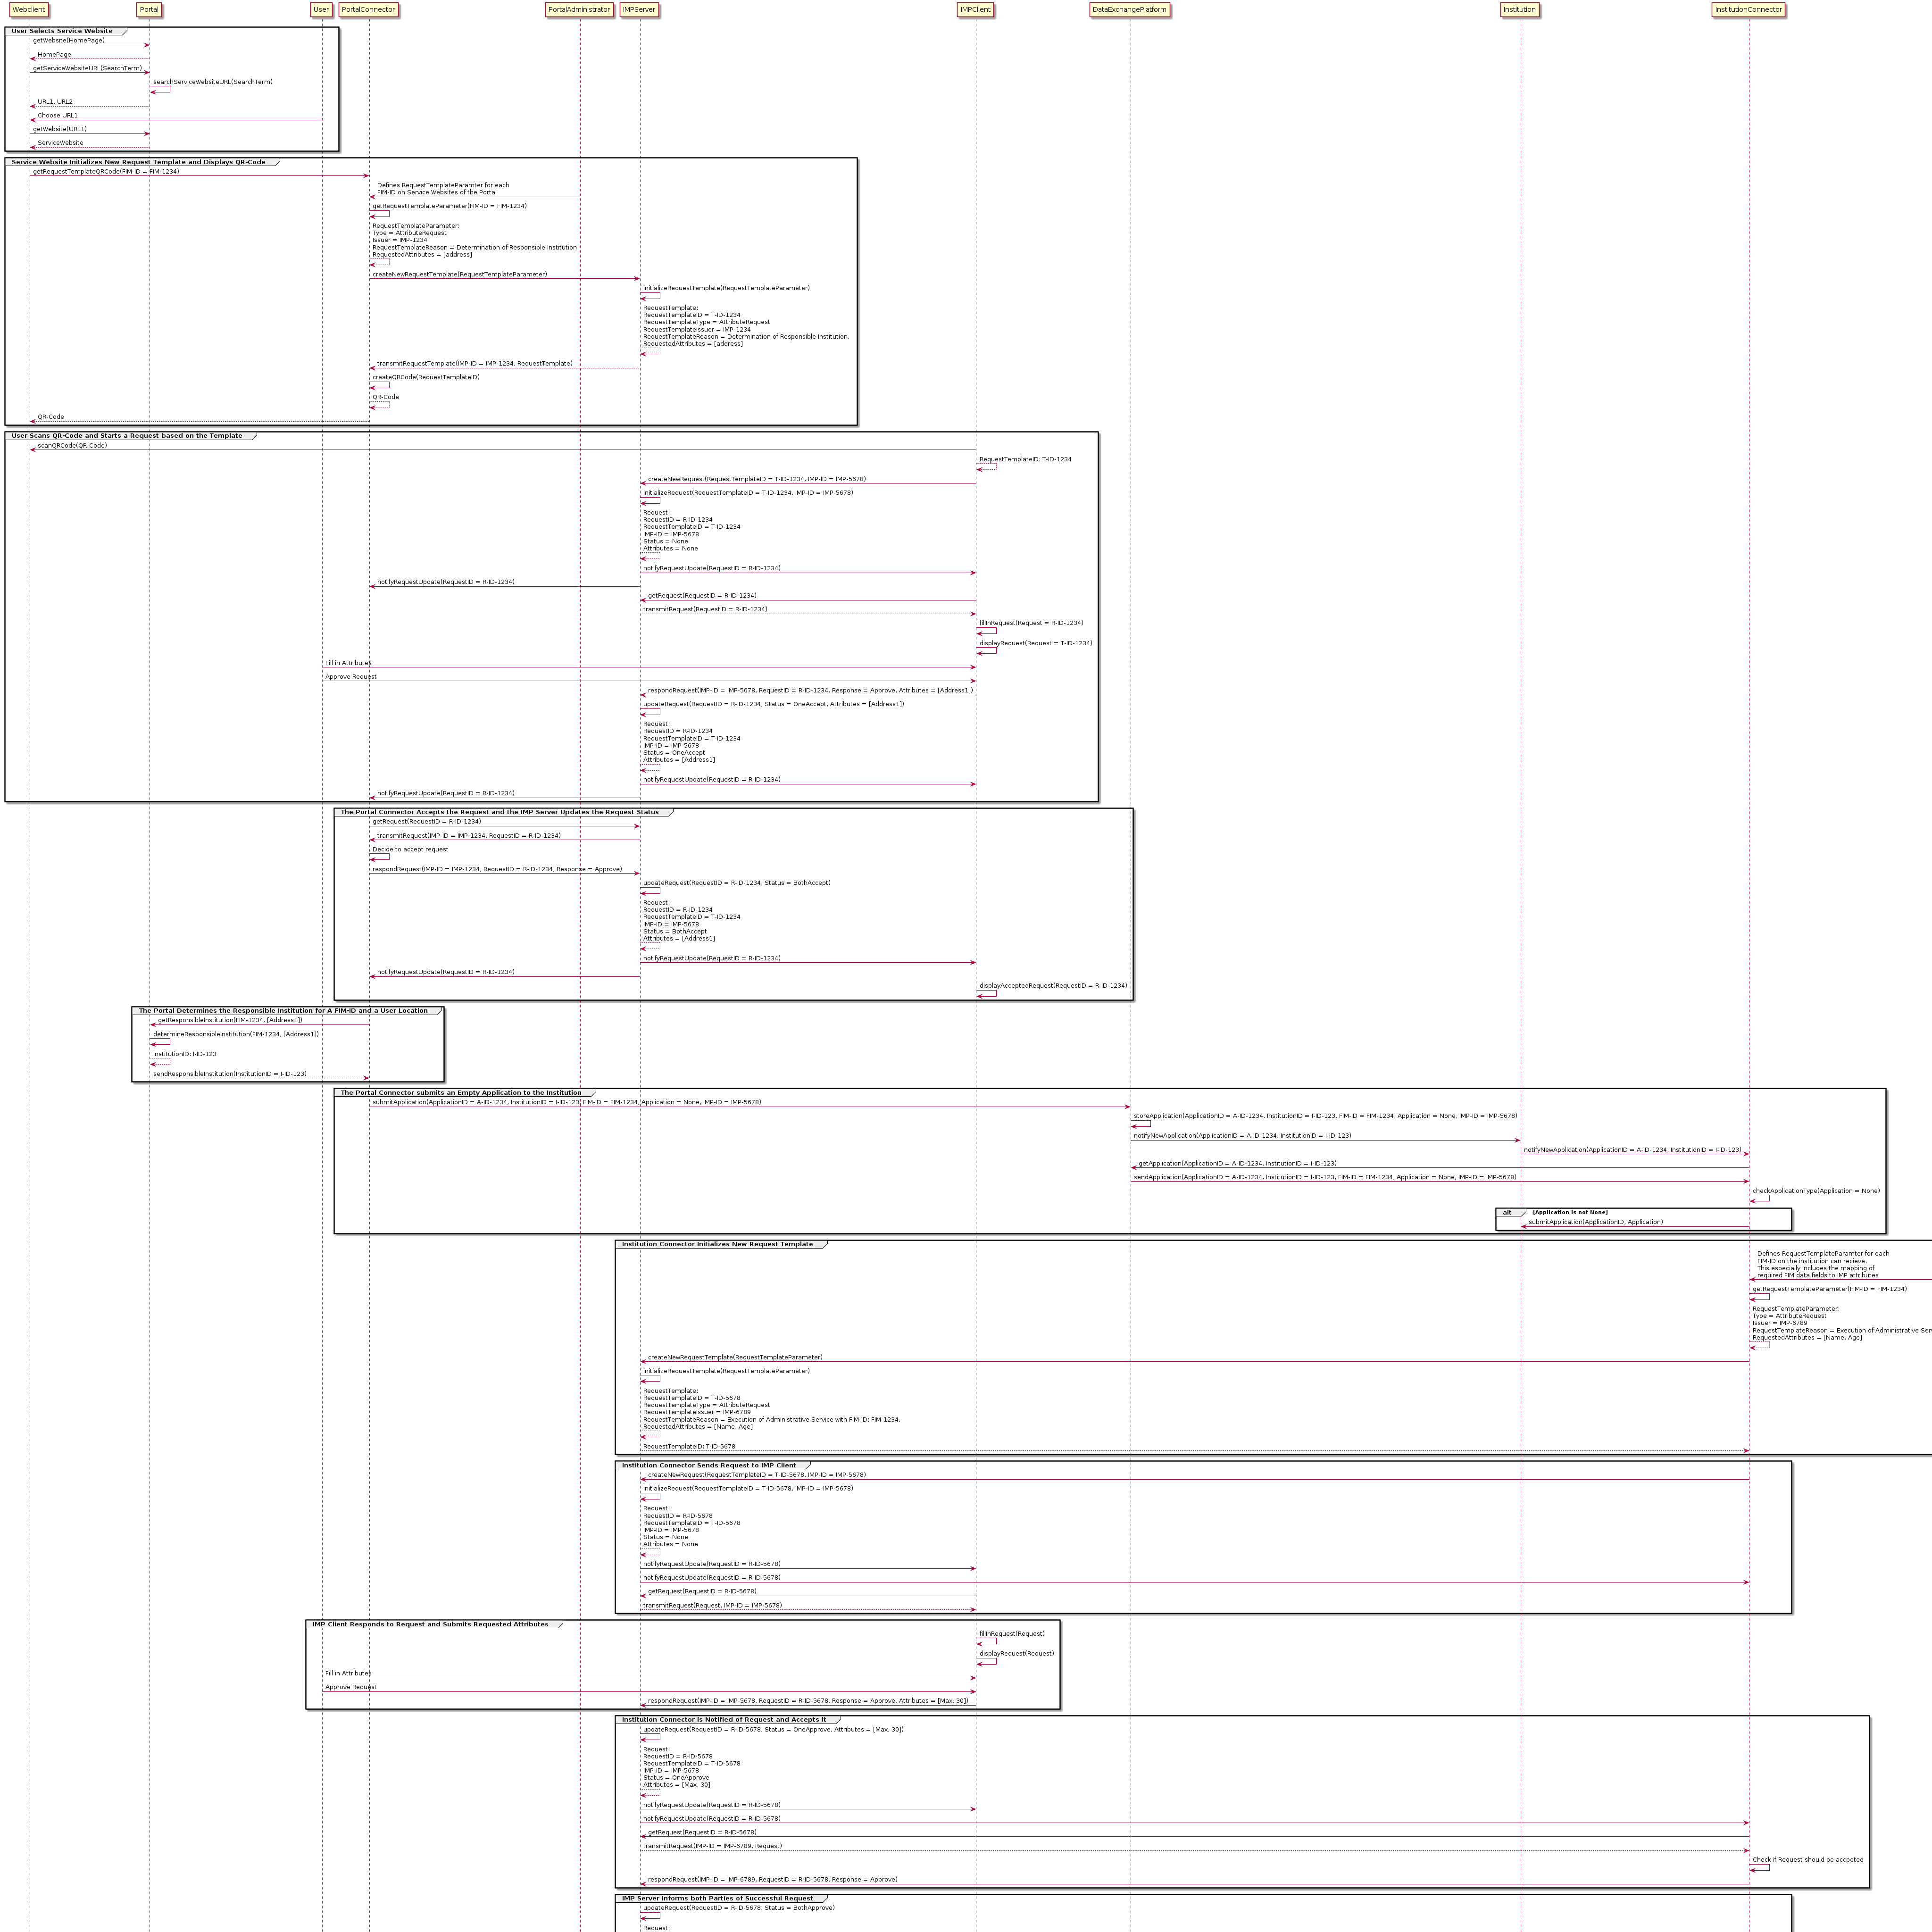 Webclient
Portal
User
PortalConnector
PortalAdministrator
IMPServer
IMPClient
DataExchangePlatform
Institution
InstitutionConnector
User Selects Service Website
getWebsite(HomePage)
HomePage
getServiceWebsiteURL(SearchTerm)
searchServiceWebsiteURL(SearchTerm)
URL1, URL2
Choose URL1
getWebsite(URL1)
ServiceWebsite
Service Website Initializes New Request Template and Displays QR-Code
getRequestTemplateQRCode(FIM-ID = FIM-1234)
Defines RequestTemplateParamter for each
FIM-ID on Service Websites of the Portal
getRequestTemplateParameter(FIM-ID = FIM-1234)
RequestTemplateParameter:
Type = AttributeRequest
Issuer = IMP-1234
RequestTemplateReason = Determination of Responsible Institution
RequestedAttributes = [address]
createNewRequestTemplate(RequestTemplateParameter)
initializeRequestTemplate(RequestTemplateParameter)
RequestTemplate:
RequestTemplateID = T-ID-1234
RequestTemplateType = AttributeRequest
RequestTemplateIssuer = IMP-1234
RequestTemplateReason = Determination of Responsible Institution,
RequestedAttributes = [address]
transmitRequestTemplate(IMP-ID = IMP-1234, RequestTemplate)
createQRCode(RequestTemplateID)
QR-Code
QR-Code
User Scans QR-Code and Starts a Request based on the Template
scanQRCode(QR-Code)
RequestTemplateID: T-ID-1234
createNewRequest(RequestTemplateID = T-ID-1234, IMP-ID = IMP-5678)
initializeRequest(RequestTemplateID = T-ID-1234, IMP-ID = IMP-5678)
Request:
RequestID = R-ID-1234
RequestTemplateID = T-ID-1234
IMP-ID = IMP-5678
Status = None
Attributes = None
notifyRequestUpdate(RequestID = R-ID-1234)
notifyRequestUpdate(RequestID = R-ID-1234)
getRequest(RequestID = R-ID-1234)
transmitRequest(RequestID = R-ID-1234)
fillInRequest(Request = R-ID-1234)
displayRequest(Request = T-ID-1234)
Fill in Attributes
Approve Request
respondRequest(IMP-ID = IMP-5678, RequestID = R-ID-1234, Response = Approve, Attributes = [Address1])
updateRequest(RequestID = R-ID-1234, Status = OneAccept, Attributes = [Address1])
Request:
RequestID = R-ID-1234
RequestTemplateID = T-ID-1234
IMP-ID = IMP-5678
Status = OneAccept
Attributes = [Address1]
notifyRequestUpdate(RequestID = R-ID-1234)
notifyRequestUpdate(RequestID = R-ID-1234)
The Portal Connector Accepts the Request and the IMP Server Updates the Request Status
getRequest(RequestID = R-ID-1234)
transmitRequest(IMP-ID = IMP-1234, RequestID = R-ID-1234)
Decide to accept request
respondRequest(IMP-ID = IMP-1234, RequestID = R-ID-1234, Response = Approve)
updateRequest(RequestID = R-ID-1234, Status = BothAccept)
Request:
RequestID = R-ID-1234
RequestTemplateID = T-ID-1234
IMP-ID = IMP-5678
Status = BothAccept
Attributes = [Address1]
notifyRequestUpdate(RequestID = R-ID-1234)
notifyRequestUpdate(RequestID = R-ID-1234)
displayAcceptedRequest(RequestID = R-ID-1234)
The Portal Determines the Responsible Institution for A FIM-ID and a User Location
getResponsibleInstitution(FIM-1234, [Address1])
determineResponsibleInstitution(FIM-1234, [Address1])
InstitutionID: I-ID-123
sendResponsibleInstitution(InstitutionID = I-ID-123)
The Portal Connector submits an Empty Application to the Institution
submitApplication(ApplicationID = A-ID-1234, InstitutionID = I-ID-123, FIM-ID = FIM-1234, Application = None, IMP-ID = IMP-5678)
storeApplication(ApplicationID = A-ID-1234, InstitutionID = I-ID-123, FIM-ID = FIM-1234, Application = None, IMP-ID = IMP-5678)
notifyNewApplication(ApplicationID = A-ID-1234, InstitutionID = I-ID-123)
notifyNewApplication(ApplicationID = A-ID-1234, InstitutionID = I-ID-123)
getApplication(ApplicationID = A-ID-1234, InstitutionID = I-ID-123)
sendApplication(ApplicationID = A-ID-1234, InstitutionID = I-ID-123, FIM-ID = FIM-1234, Application = None, IMP-ID = IMP-5678)
checkApplicationType(Application = None)
alt [Application is not None]
submitApplication(ApplicationID, Application)
Institution Connector Initializes New Request Template
Defines RequestTemplateParamter for each
FIM-ID on the institution can recieve.
This especially includes the mapping of
required FIM data fields to IMP attributes
getRequestTemplateParameter(FIM-ID = FIM-1234)
RequestTemplateParameter:
Type = AttributeRequest
Issuer = IMP-6789
RequestTemplateReason = Execution of Administrative Ser
RequestedAttributes = [Name, Age]
createNewRequestTemplate(RequestTemplateParameter)
initializeRequestTemplate(RequestTemplateParameter)
RequestTemplate:
RequestTemplateID = T-ID-5678
RequestTemplateType = AttributeRequest
RequestTemplateIssuer = IMP-6789
RequestTemplateReason = Execution of Administrative Service with FIM-ID: FIM-1234,
RequestedAttributes = [Name, Age]
RequestTemplateID: T-ID-5678
Institution Connector Sends Request to IMP Client
createNewRequest(RequestTemplateID = T-ID-5678, IMP-ID = IMP-5678)
initializeRequest(RequestTemplateID = T-ID-5678, IMP-ID = IMP-5678)
Request:
RequestID = R-ID-5678
RequestTemplateID = T-ID-5678
IMP-ID = IMP-5678
Status = None
Attributes = None
notifyRequestUpdate(RequestID = R-ID-5678)
notifyRequestUpdate(RequestID = R-ID-5678)
getRequest(RequestID = R-ID-5678)
transmitRequest(Request, IMP-ID = IMP-5678)
IMP Client Responds to Request and Submits Requested Attributes
fillInRequest(Request)
displayRequest(Request)
Fill in Attributes
Approve Request
respondRequest(IMP-ID = IMP-5678, RequestID = R-ID-5678, Response = Approve, Attributes = [Max, 30])
Institution Connector is Notified of Request and Accepts it
updateRequest(RequestID = R-ID-5678, Status = OneApprove, Attributes = [Max, 30])
Request:
RequestID = R-ID-5678
RequestTemplateID = T-ID-5678
IMP-ID = IMP-5678
Status = OneApprove
Attributes = [Max, 30]
notifyRequestUpdate(RequestID = R-ID-5678)
notifyRequestUpdate(RequestID = R-ID-5678)
getRequest(RequestID = R-ID-5678)
transmitRequest(IMP-ID = IMP-6789, Request)
Check if Request should be accpeted
respondRequest(IMP-ID = IMP-6789, RequestID = R-ID-5678, Response = Approve)
IMP Server Informs both Parties of Successful Request
updateRequest(RequestID = R-ID-5678, Status = BothApprove)
Request: